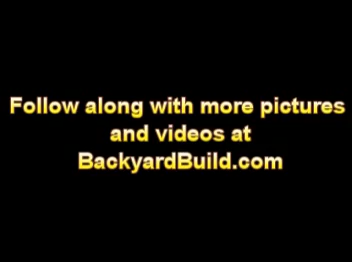 Follow along with more pictures
and videos at
BackyardBuild.com